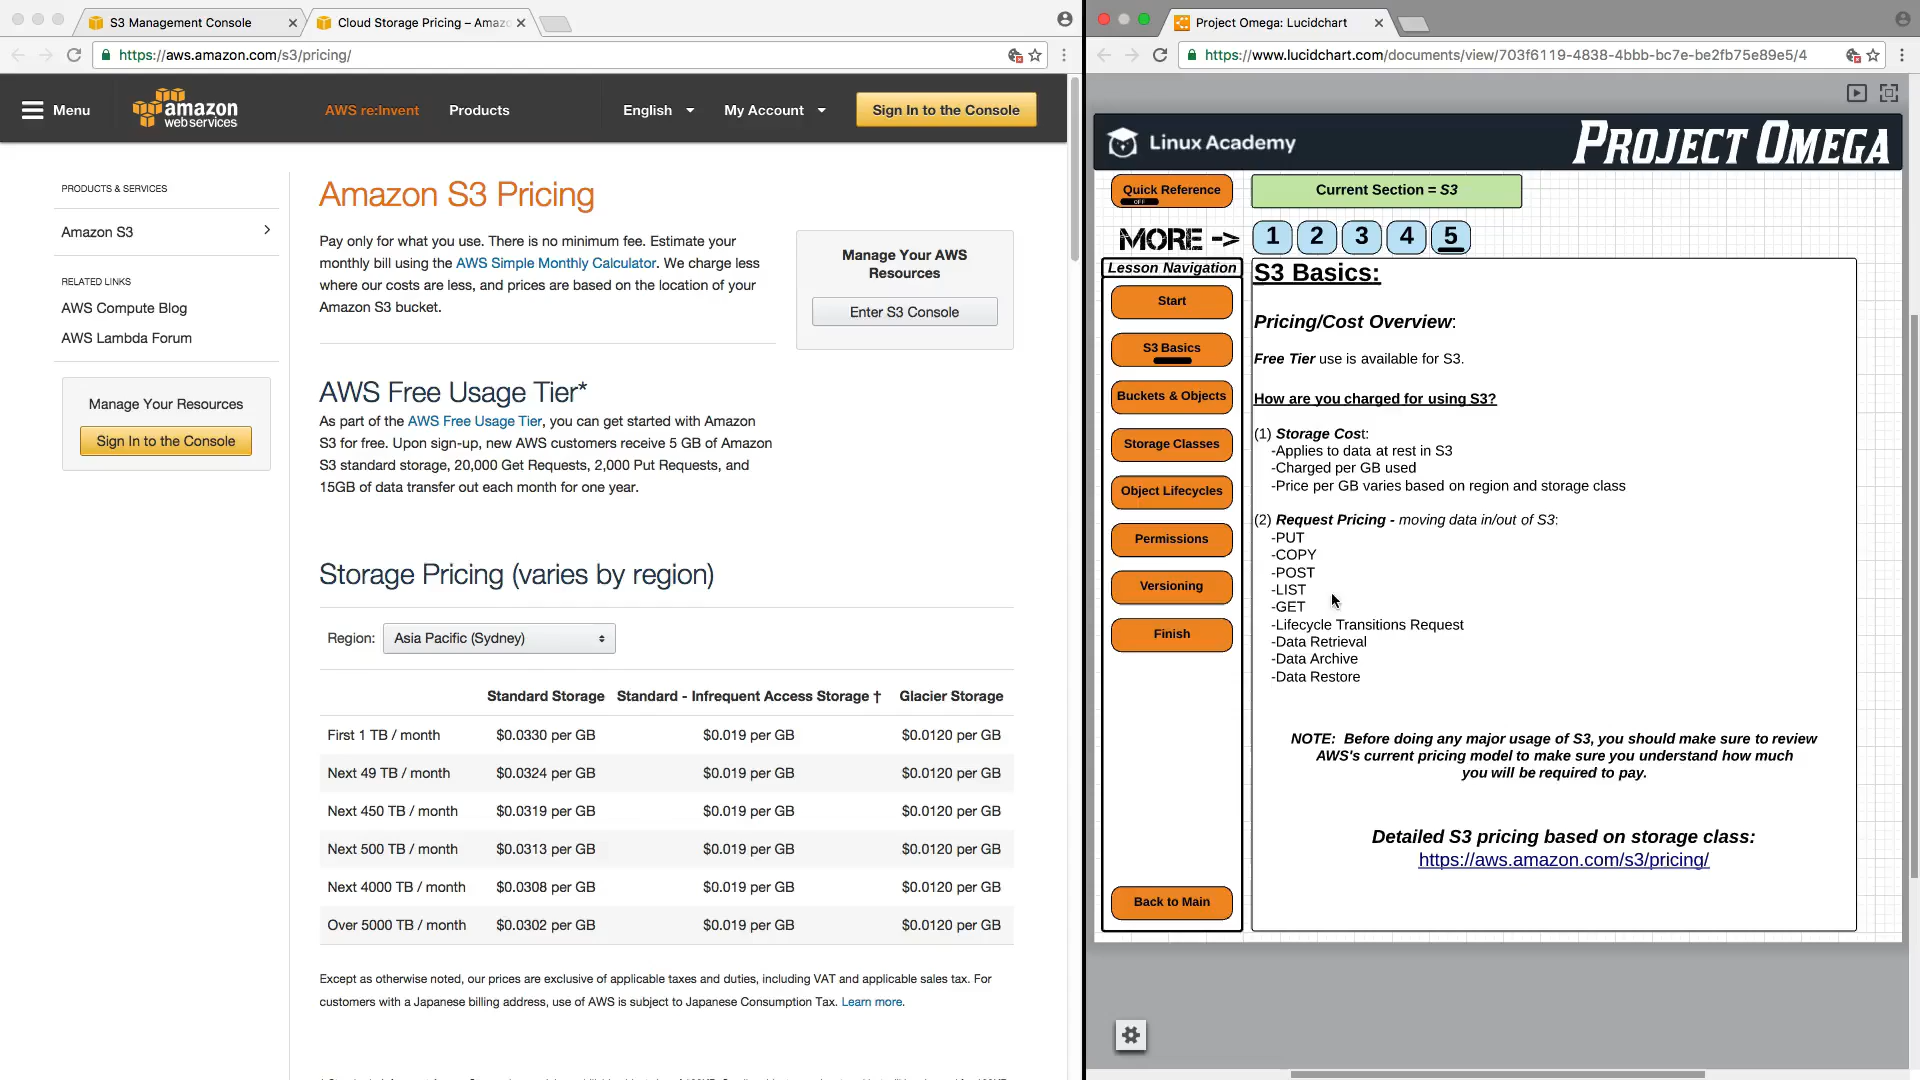 S3 Management Console
Cloud Storage Pricing – Amazo
https://aws.amazon.com/s3/pricing/
Menu
amazon
web services
AWS re:Invent
Products
English
My Account
Sign In to the Console
PRODUCTS & SERVICES
Amazon S3
RELATED LINKS
AWS Compute Blog
AWS Lambda Forum
Manage Your Resources
Sign In to the Console
Amazon S3 Pricing
Pay only for what you use. There is no minimum fee. Estimate your
monthly bill using the AWS Simple Monthly Calculator. We charge less
where our costs are less, and prices are based on the location of your
Amazon S3 bucket.
Manage Your AWS
Resources
Enter S3 Console
AWS Free Usage Tier*
As part of the AWS Free Usage Tier, you can get started with Amazon
S3 for free. Upon sign-up, new AWS customers receive 5 GB of Amazon
S3 standard storage, 20,000 Get Requests, 2,000 Put Requests, and
15GB of data transfer out each month for one year.
Storage Pricing (varies by region)
Region: Asia Pacific (Sydney)
Standard Storage Standard - Infrequent Access Storage † Glacier Storage
First 1 TB / month $0.0330 per GB $0.019 per GB $0.0120 per GB
Next 49 TB / month $0.0324 per GB $0.019 per GB $0.0120 per GB
Next 450 TB / month $0.0319 per GB $0.019 per GB $0.0120 per GB
Next 500 TB / month $0.0313 per GB $0.019 per GB $0.0120 per GB
Next 4000 TB / month $0.0308 per GB $0.019 per GB $0.0120 per GB
Over 5000 TB / month $0.0302 per GB $0.019 per GB $0.0120 per GB
Except as otherwise noted, our prices are exclusive of applicable taxes and duties, including VAT and applicable sales tax. For
customers with a Japanese billing address, use of AWS is subject to Japanese Consumption Tax. Learn more.
Project Omega: Lucidchart
https://www.lucidchart.com/documents/view/703f6119-4838-4bbb-bc7e-be2fb75e89e5/4
Linux Academy
PROJECT OMEGA
Quick Reference
OFF
Current Section = S3
MORE -> 1 2 3 4 5
Lesson Navigation
Start
S3 Basics
Buckets & Objects
Storage Classes
Object Lifecycles
Permissions
Versioning
Finish
Back to Main
S3 Basics:
Pricing/Cost Overview:
Free Tier use is available for S3.
How are you charged for using S3?
(1) Storage Cost:
-Applies to data at rest in S3
-Charged per GB used
-Price per GB varies based on region and storage class
(2) Request Pricing - moving data in/out of S3:
-PUT
-COPY
-POST
-LIST
-GET
-Lifecycle Transitions Request
-Data Retrieval
-Data Archive
-Data Restore
NOTE: Before doing any major usage of S3, you should make sure to review
AWS's current pricing model to make sure you understand how much
you will be required to pay.
Detailed S3 pricing based on storage class:
https://aws.amazon.com/s3/pricing/